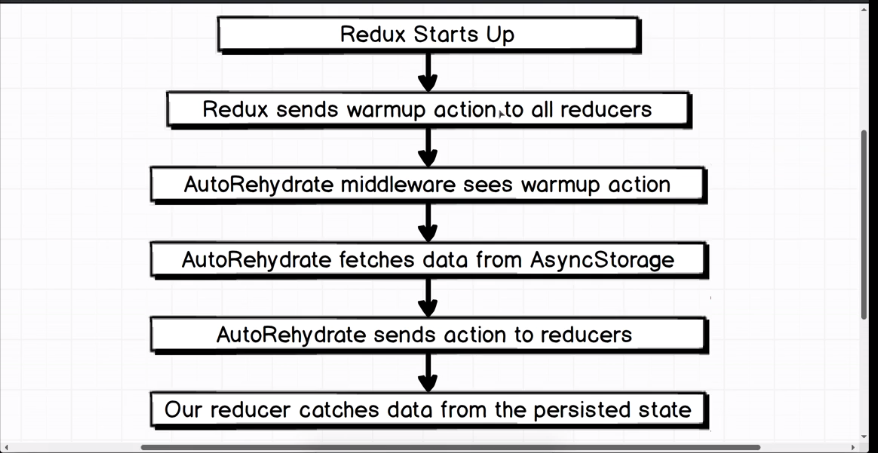 Redux Starts Up
Redux sends warmup action to all reducers
AutoRehydrate middleware sees warmup action
AutoRehydrate fetches data from AsyncStorage
AutoRehydrate sends action to reducers
Our reducer catches data from the persisted state